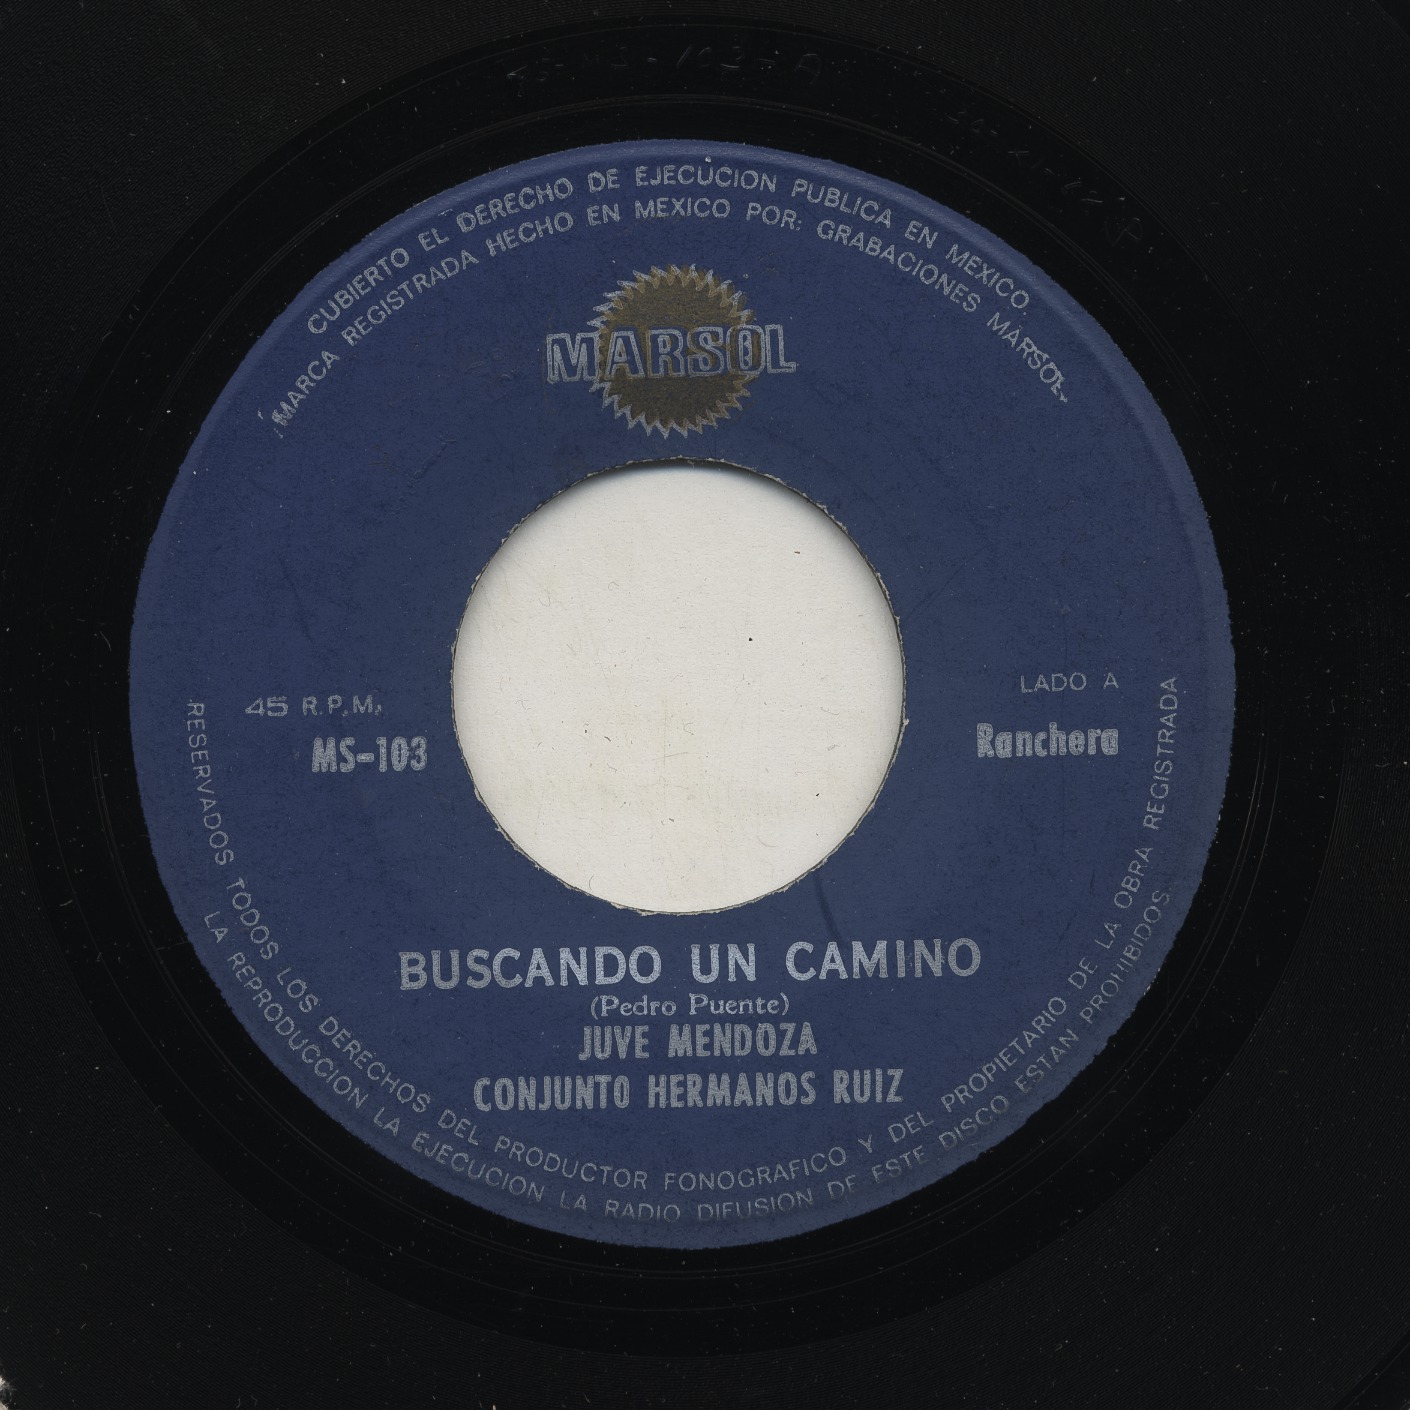 CUBIERTO EL DERECHO DE EJECUCION PUBLICA EN MEXICO.
MARCA REGISTRADA HECHO EN MEXICO POR: GRABACIONES MARSOL.
MARSOL
45 R.P.M.
MS-103
LADO A
Ranchera
BUSCANDO UN CAMINO
(Pedro Puente)
JUVE MENDOZA
CONJUNTO HERMANOS RUIZ
RESERVADOS TODOS LOS DERECHOS DEL PRODUCTOR FONOGRAFICO Y DEL PROPIETARIO DE LA OBRA REGISTRADA
LA REPRODUCCION LA EJECUCION LA RADIO DIFUSION DE ESTE DISCO ESTAN PROHIBIDOS